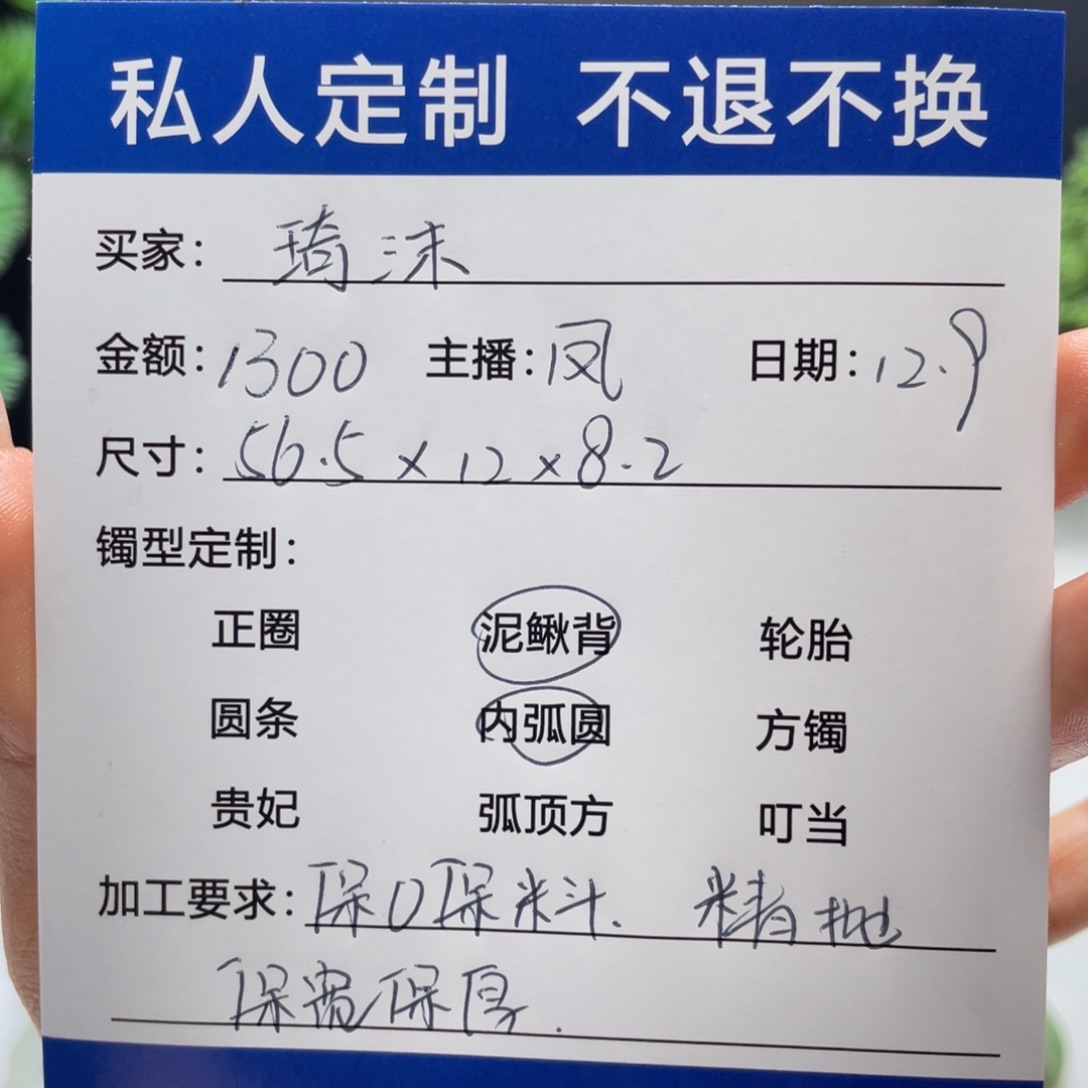 私人定制 不退不换
买家: 琦沫
金额: 1300 主播: 凤 日期: 12.9
尺寸: 56.5×12×8.2
镯型定制:
正圈 泥鳅背 轮胎
圆条 内弧圆 方镯
贵妃 弧顶方 叮当
加工要求: 保口保料. 精抛
保宽保厚.